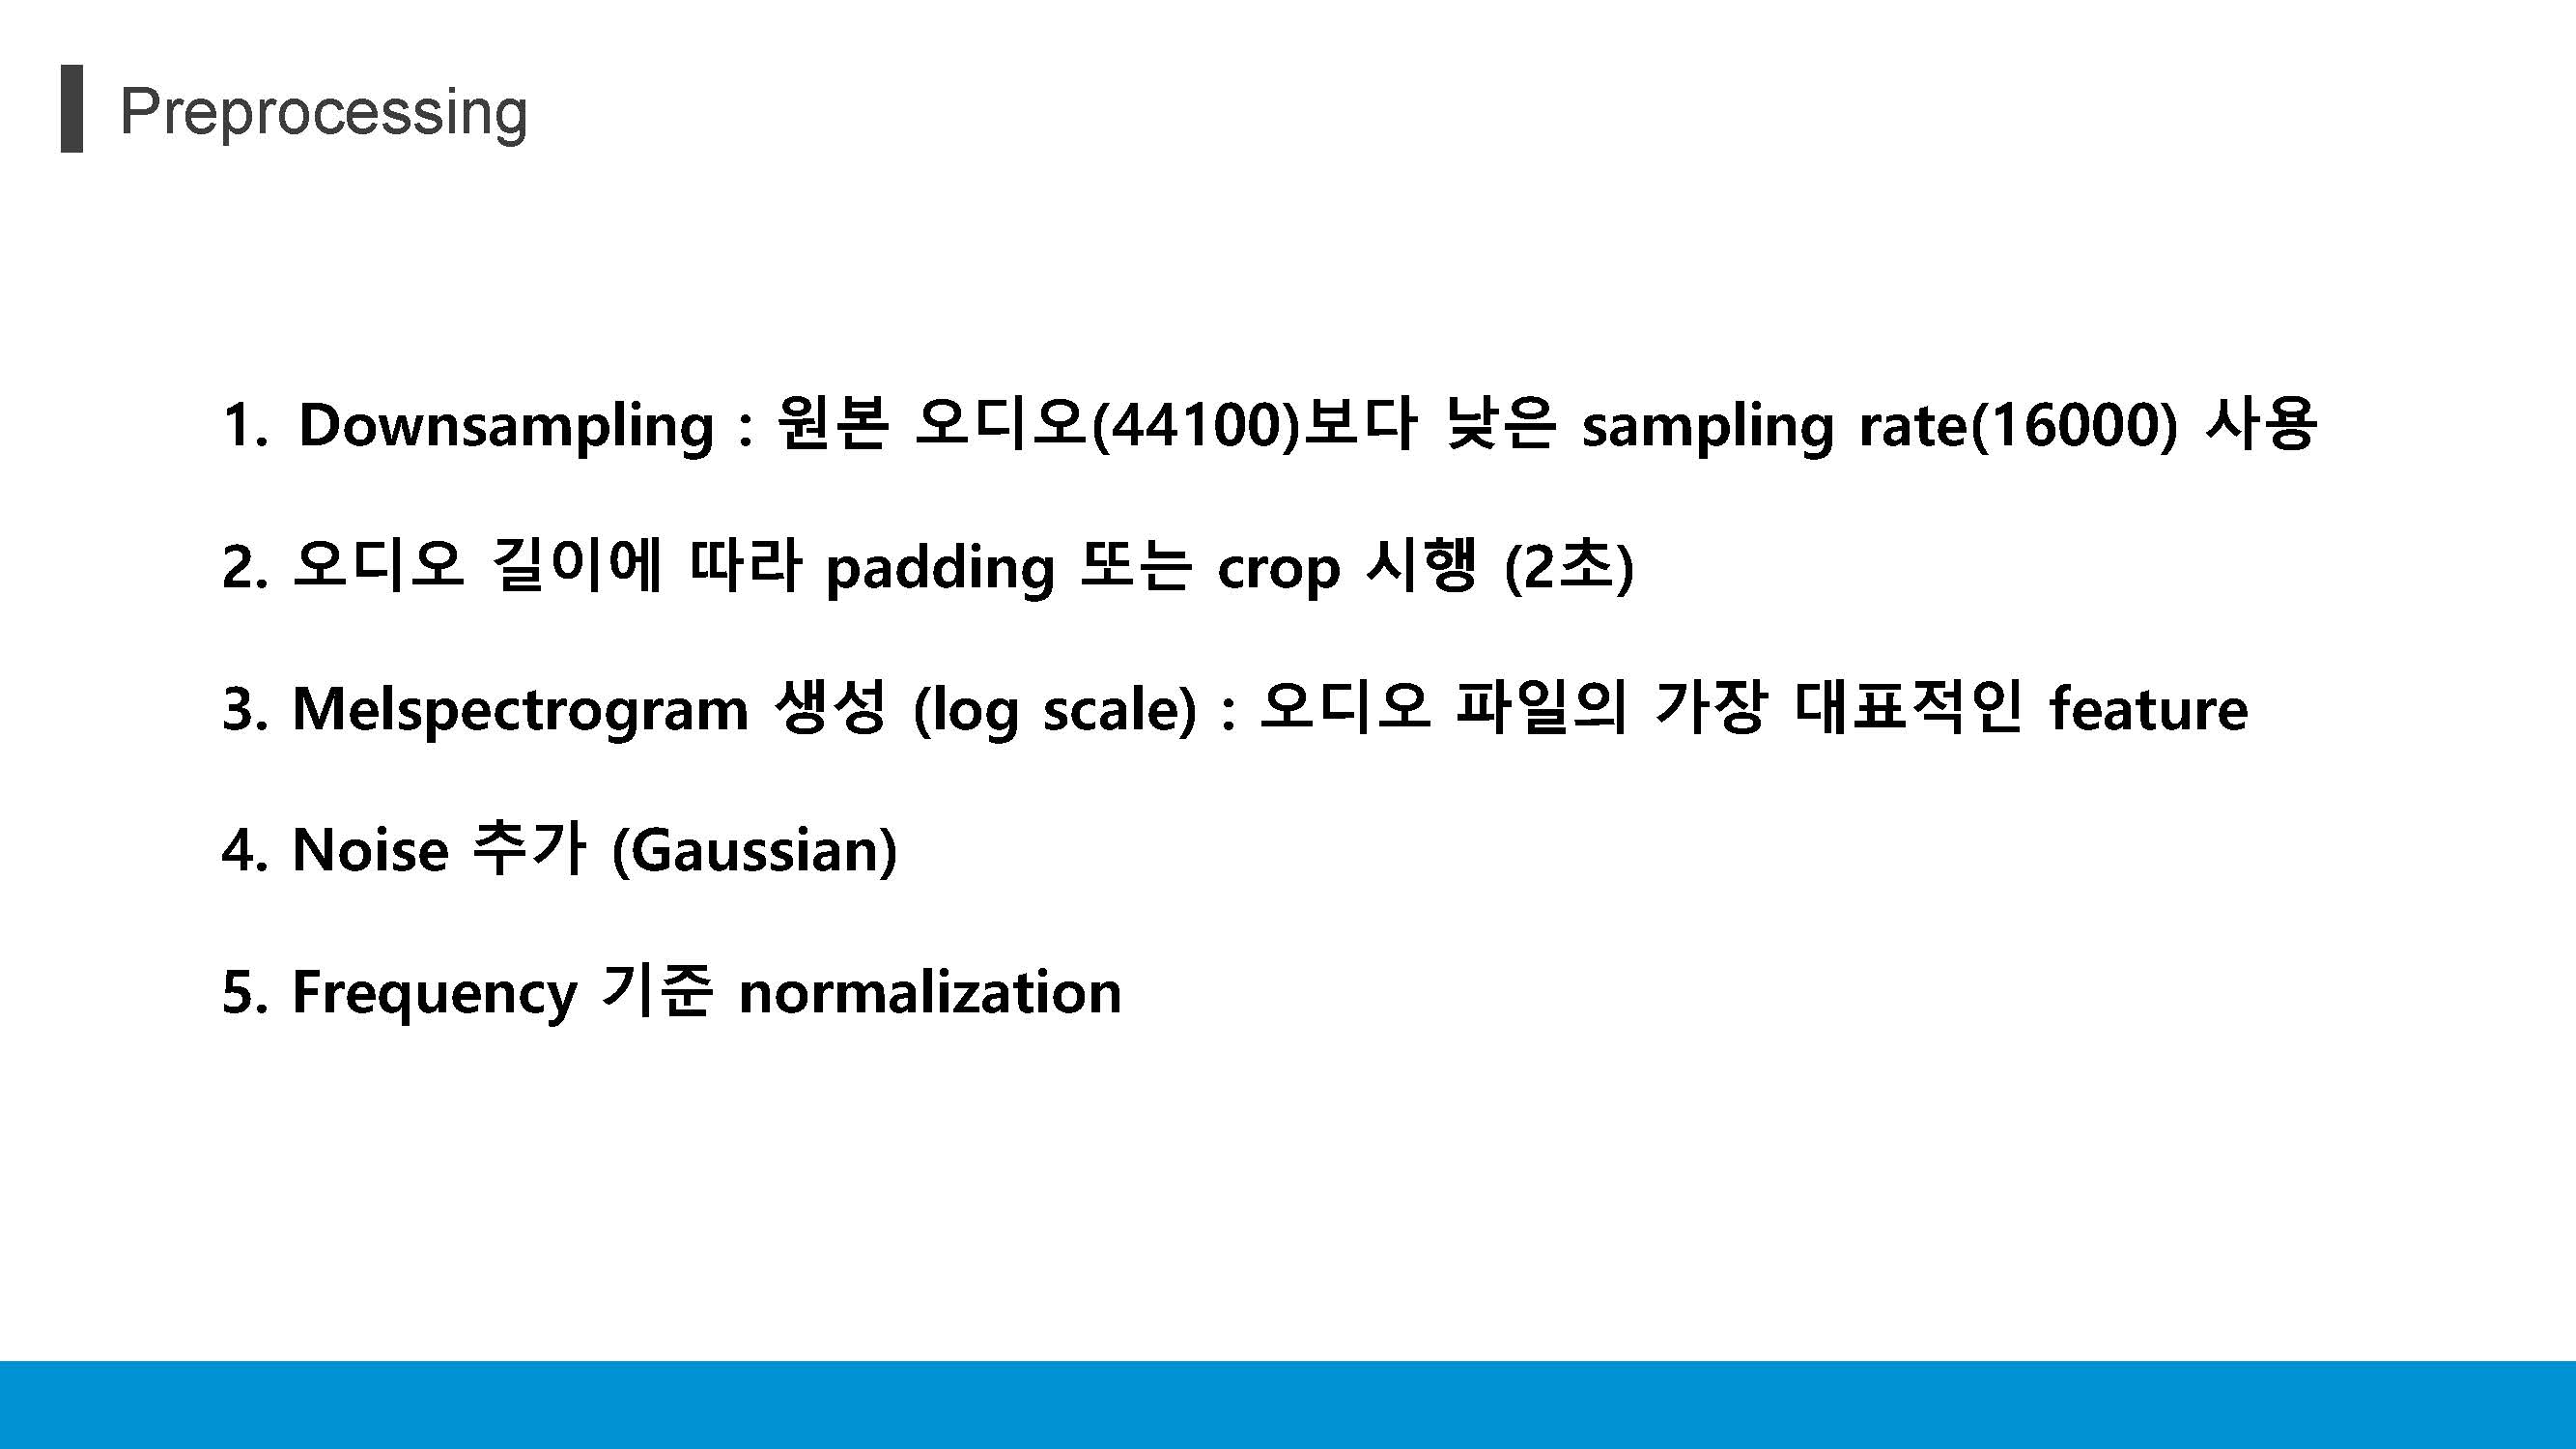 Preprocessing
1. Downsampling : 원본 오디오(44100)보다 낮은 sampling rate(16000) 사용
2. 오디오 길이에 따라 padding 또는 crop 시행 (2초)
3. Melspectrogram 생성 (log scale) : 오디오 파일의 가장 대표적인 feature
4. Noise 추가 (Gaussian)
5. Frequency 기준 normalization